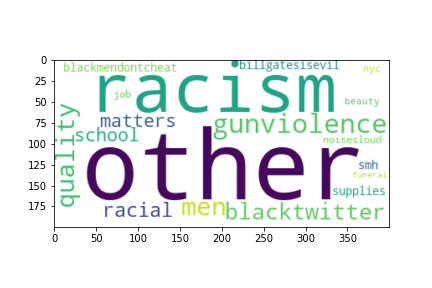 0
25
50
75
100
125
150
175
0 50 100 150 200 250 300 350
blackmendontcheat
billgatesisevil
nyc
racism
job
beauty
quality
matters
gunviolence
school
noisesloud
other
smh
funeral
supplies
racial
men
blacktwitter